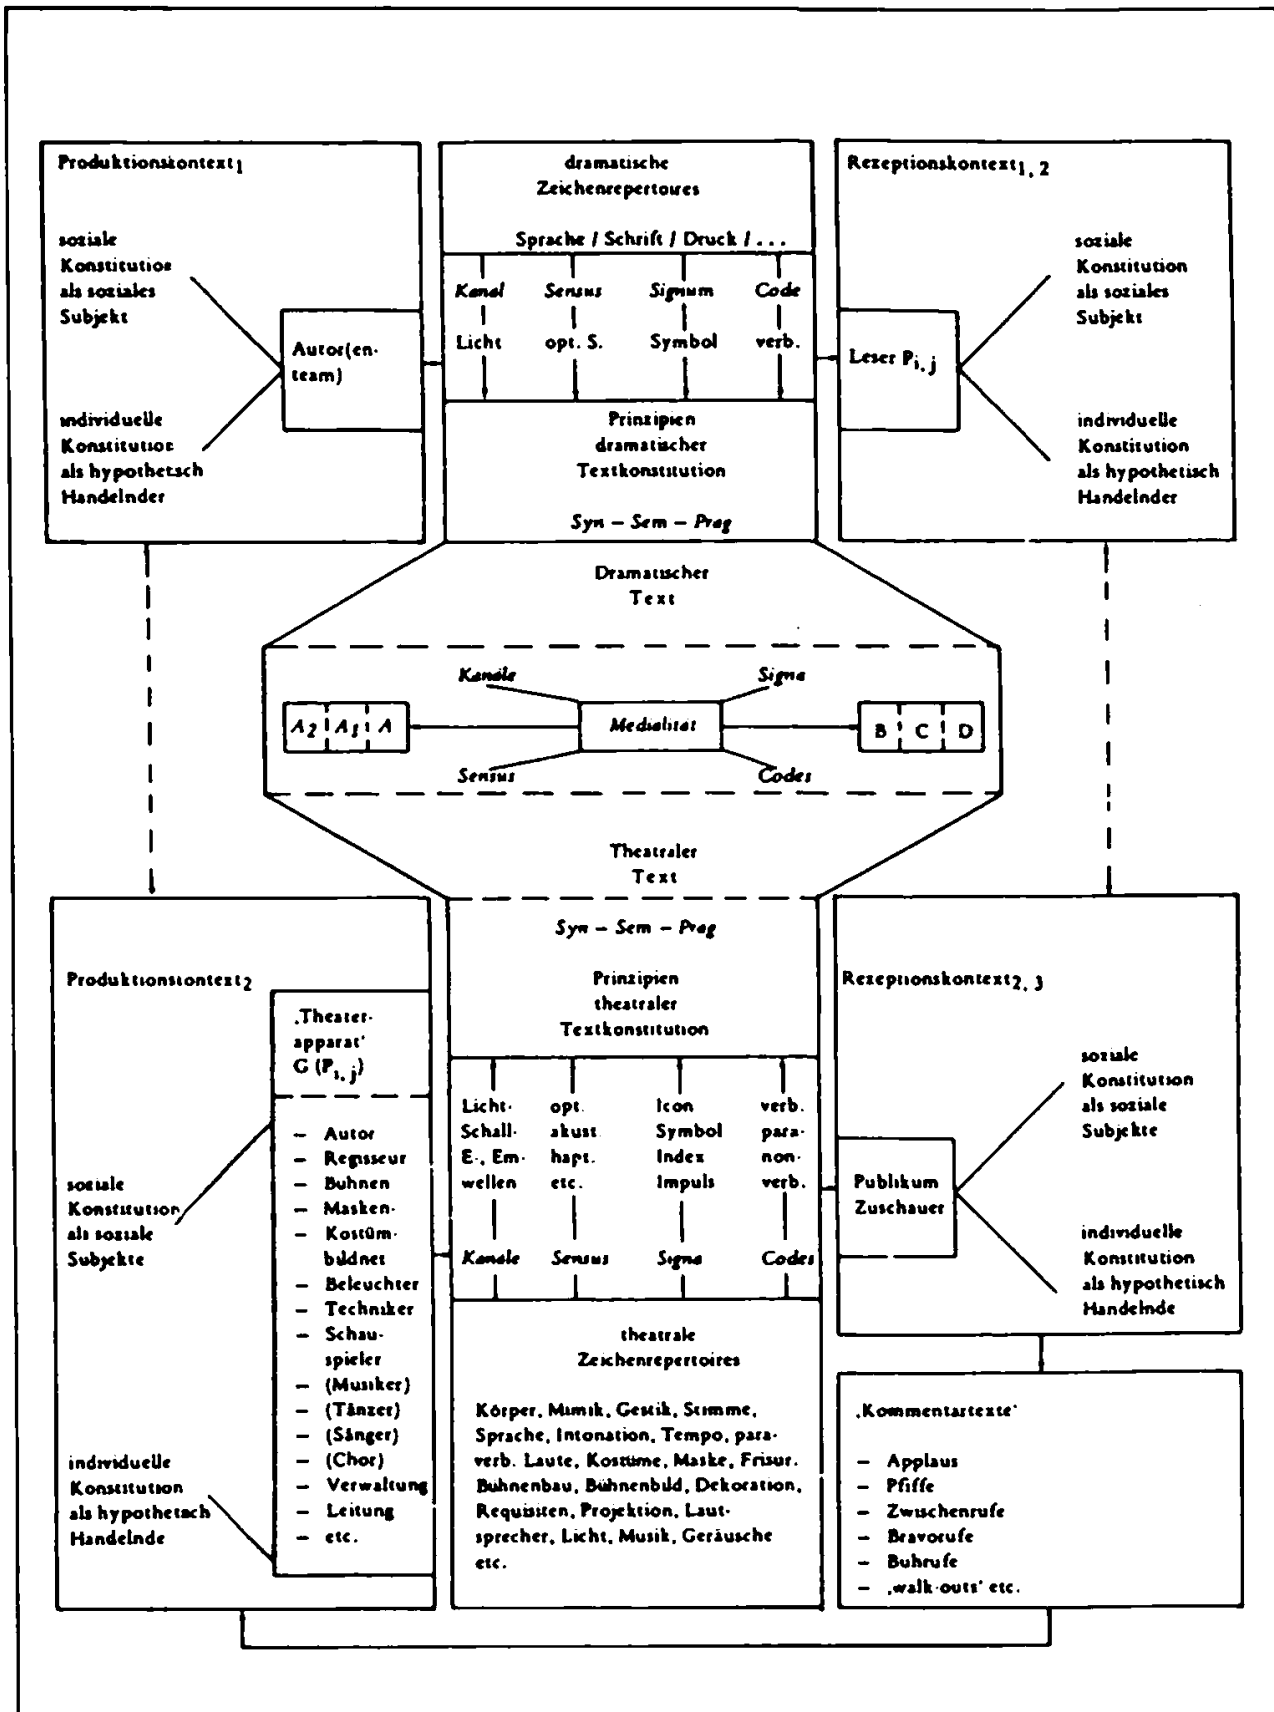 Produktionskontext1
soziale
Konstitution
als soziales
Subjekt
Autor(en-
team)
individuelle
Konstitution
als hypothetisch
Handelnder
dramatische
Zeichenrepertoires
Sprache / Schrift / Druck / . . .
Kanal Sensus Signum Code
Licht opt. S. Symbol verb.
Prinzipien
dramatischer
Textkonstitution
Syn – Sem – Prag
Rezeptionskontext1, 2
soziale
Konstitution
als soziales
Subjekt
Leser Pi, j
individuelle
Konstitution
als hypothetisch
Handelnder
Dramatischer
Text
Kanäle Signa
A2 A1 A Medialität B C D
Sensus Codes
Theatraler
Text
Produktionskontext2
‚Theater-
apparat‘
G (Pi, j)
– Autor
– Regisseur
– Bühnen
– Masken-
– Kostüm-
bildner
– Beleuchter
– Techniker
– Schau-
spieler
– (Musiker)
– (Tänzer)
– (Sänger)
– (Chor)
– Verwaltung
– Leitung
– etc.
soziale
Konstitution
als soziale
Subjekte
individuelle
Konstitution
als hypothetisch
Handelnde
Syn – Sem – Prag
Prinzipien
theatraler
Textkonstitution
Licht- opt. Icon verb.
Schall- akust. Symbol para-
E-, Em- hapt. Index non-
wellen etc. Impuls verb.
Kanäle Sensus Signa Codes
theatrale
Zeichenrepertoires
Körper, Mimik, Gestik, Stimme,
Sprache, Intonation, Tempo, para-
verb. Laute, Kostüme, Maske, Frisur.
Bühnenbau, Bühnenbild, Dekoration,
Requisiten, Projektion, Laut-
sprecher, Licht, Musik, Geräusche
etc.
Rezeptionskontext2, 3
soziale
Konstitution
als soziale
Subjekte
Publikum
Zuschauer
individuelle
Konstitution
als hypothetisch
Handelnde
‚Kommentartexte‘
– Applaus
– Pfiffe
– Zwischenrufe
– Bravorufe
– Buhrufe
– ‚walk-outs‘ etc.